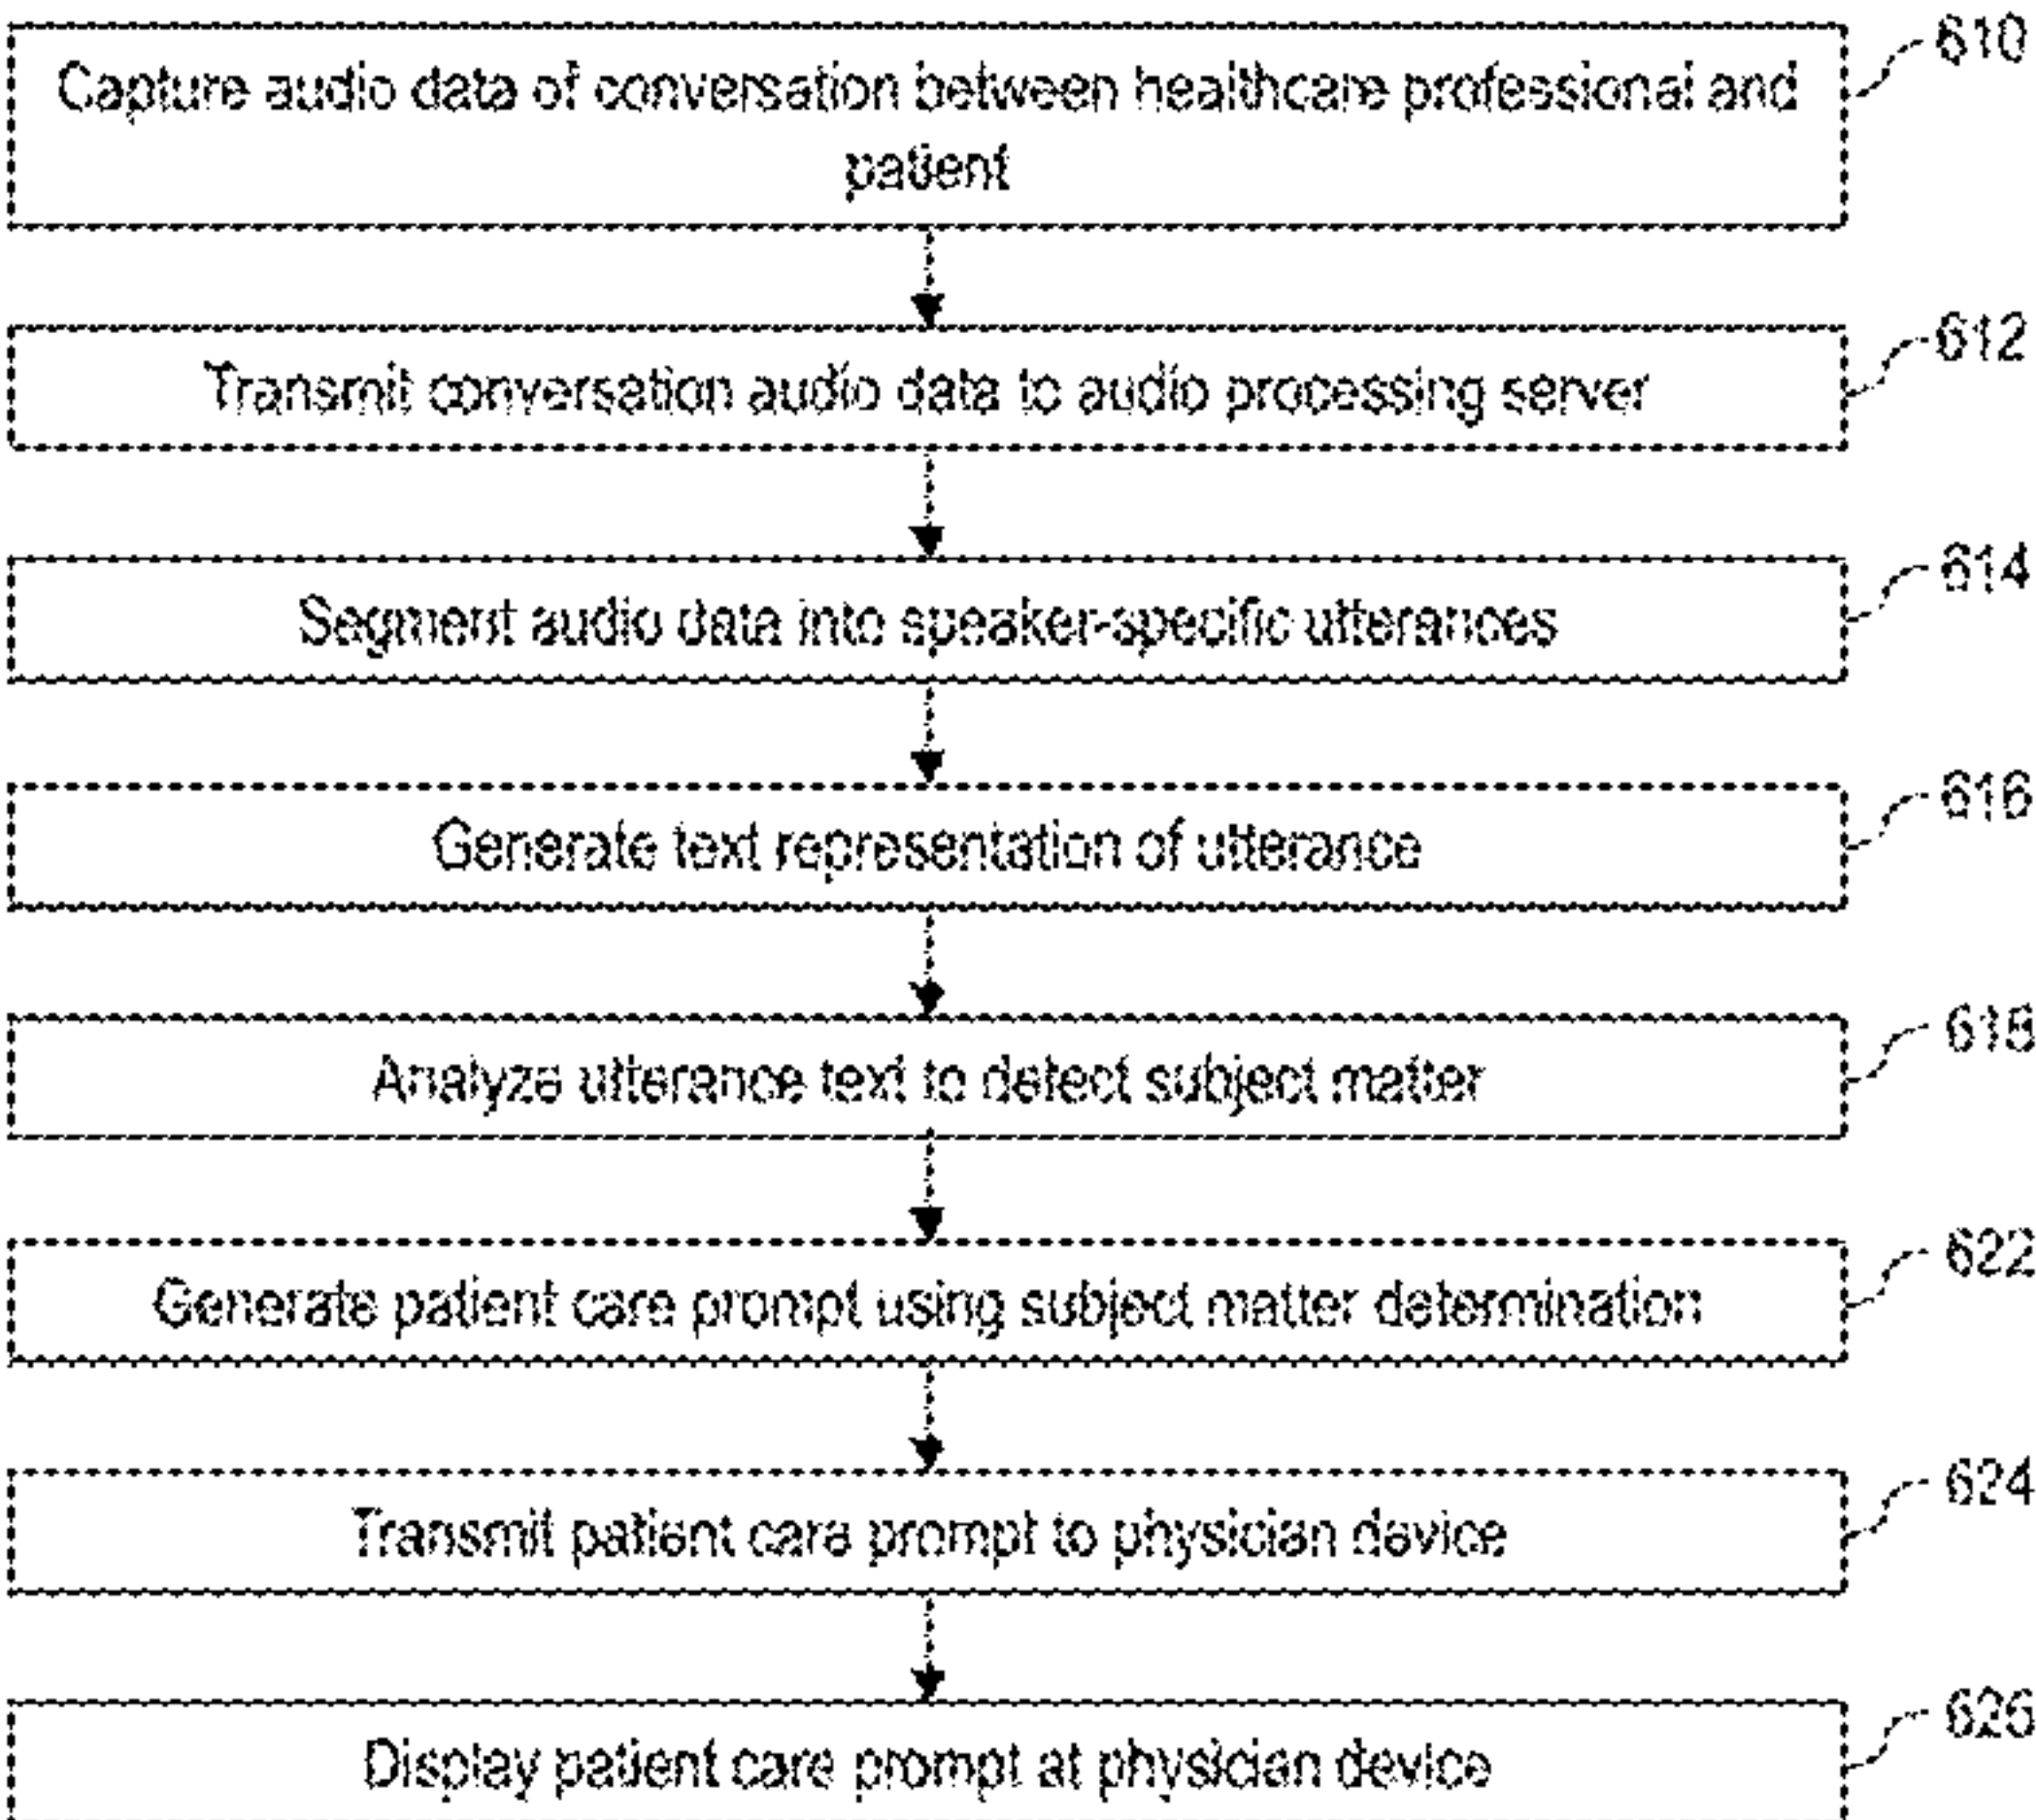 Capture audio data of conversation between healthcare professional and
patient
610
Transmit conversation audio data to audio processing server
612
Segment audio data into speaker-specific utterances
614
Generate text representation of utterance
616
Analyze utterance text to detect subject matter
618
Generate patient care prompt using subject matter determination
622
Transmit patient care prompt to physician device
624
Display patient care prompt at physician device
626